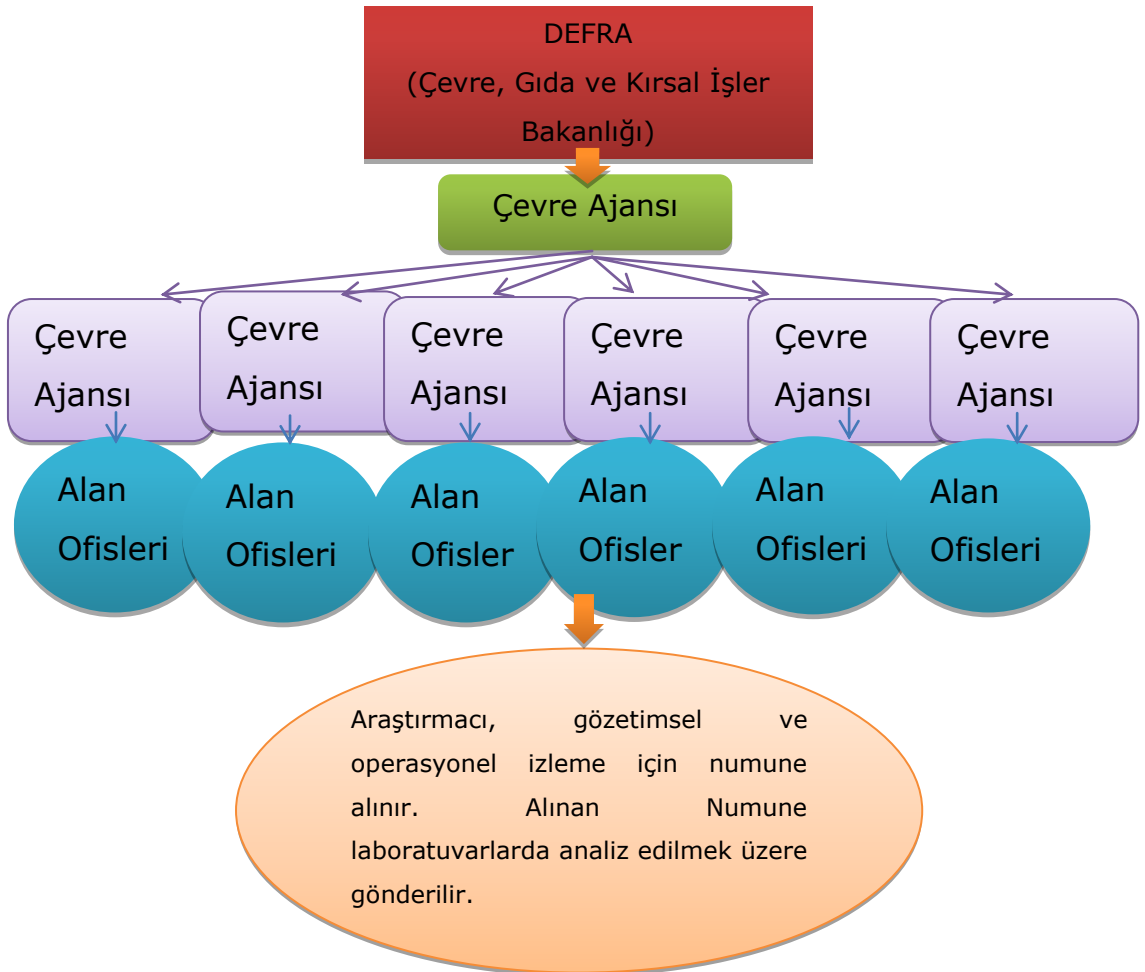 DEFRA
(Çevre, Gıda ve Kırsal İşler
Bakanlığı)
Çevre Ajansı
Çevre
Ajansı
Çevre
Ajansı
Çevre
Ajansı
Çevre
Ajansı
Çevre
Ajansı
Çevre
Ajansı
Alan
Ofisleri
Alan
Ofisleri
Alan
Ofisler
Alan
Ofisler
Alan
Ofisleri
Alan
Ofisleri
Araştırmacı, gözetimsel ve
operasyonel izleme için numune
alınır. Alınan Numune
laboratuvarlarda analiz edilmek üzere
gönderilir.